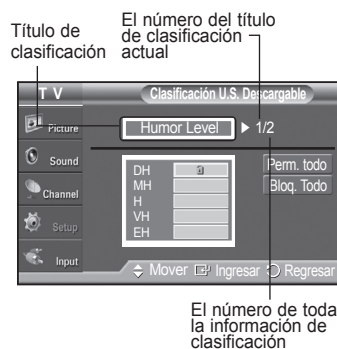 Título de
clasificación
El número del título
de clasificación
actual
T V
Clasificación U.S. Descargable
Picture
Humor Level ▶ 1/2
Sound
DH
Perm. todo
MH
Bloq. Todo
Channel
H
VH
Setup
EH
Input
Mover Ingresar Regresar
El número de toda
la información de
clasificación